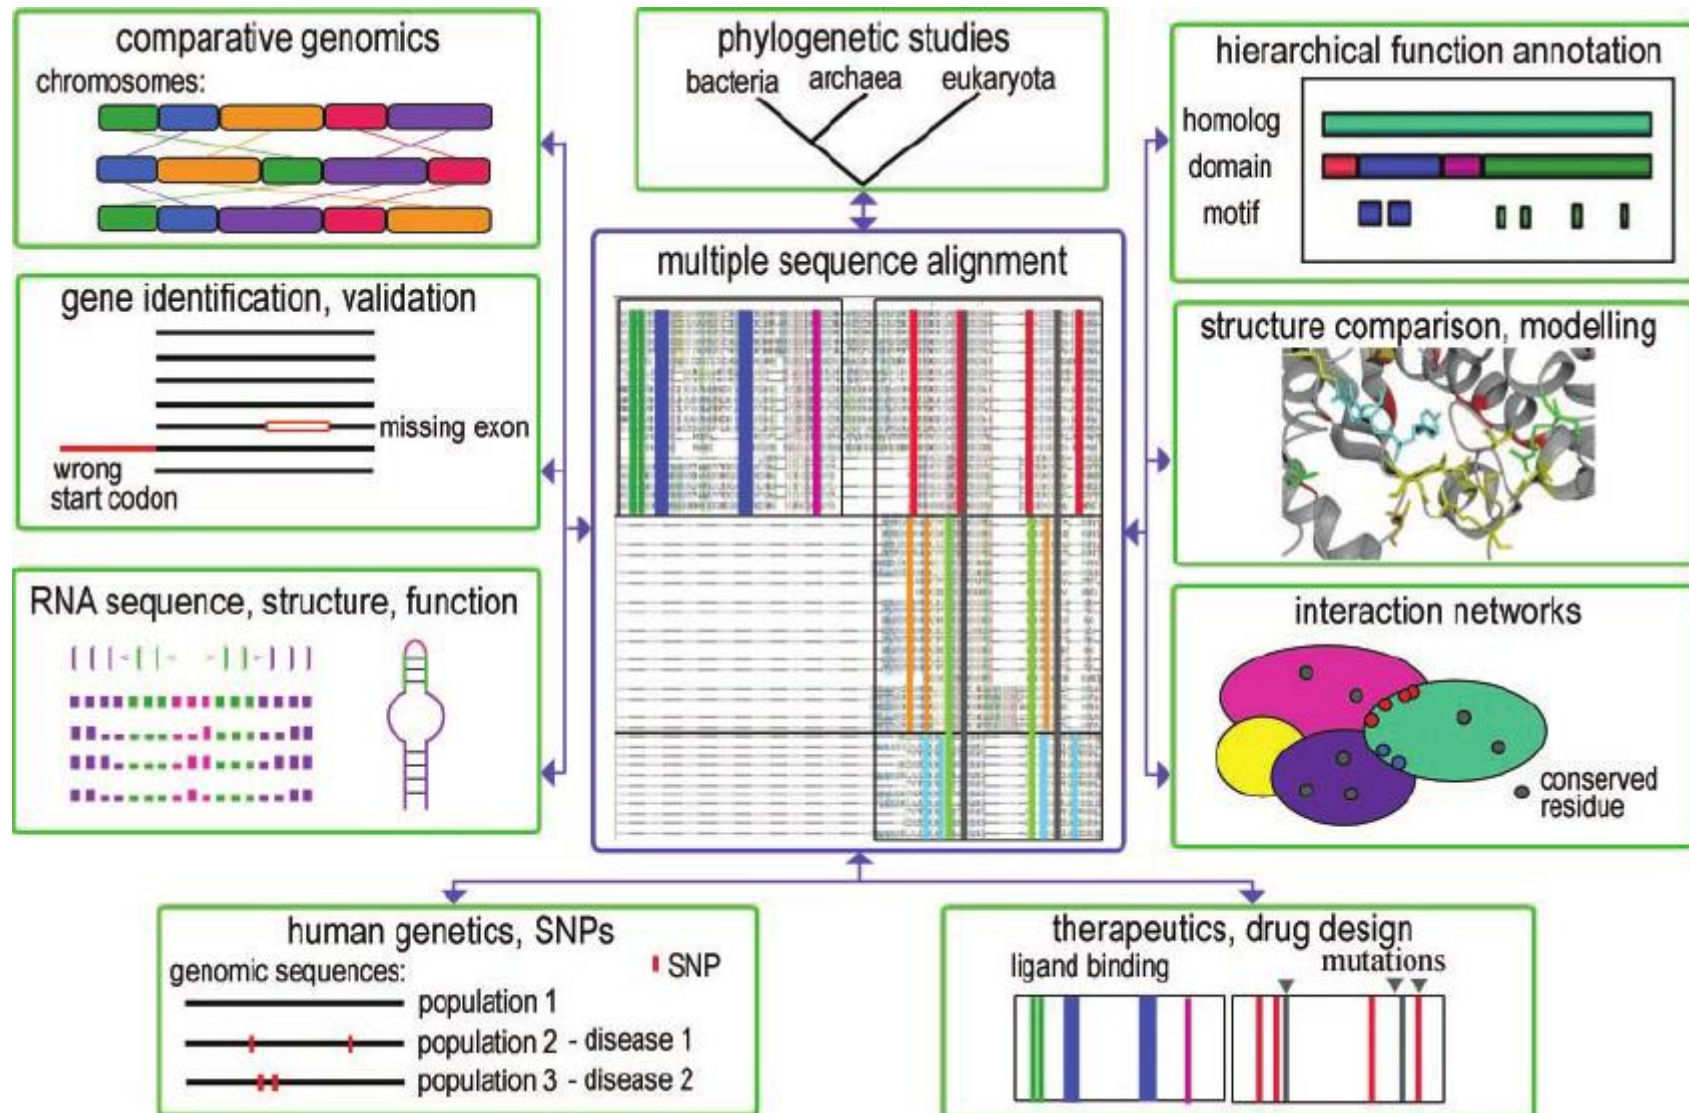 comparative genomics
chromosomes:
phylogenetic studies
bacteria archaea eukaryota
hierarchical function annotation
homolog
domain
motif
gene identification, validation
missing exon
wrong
start codon
multiple sequence alignment
structure comparison, modelling
RNA sequence, structure, function
interaction networks
conserved
residue
human genetics, SNPs
genomic sequences:
SNP
population 1
population 2 - disease 1
population 3 - disease 2
therapeutics, drug design
ligand binding
mutations